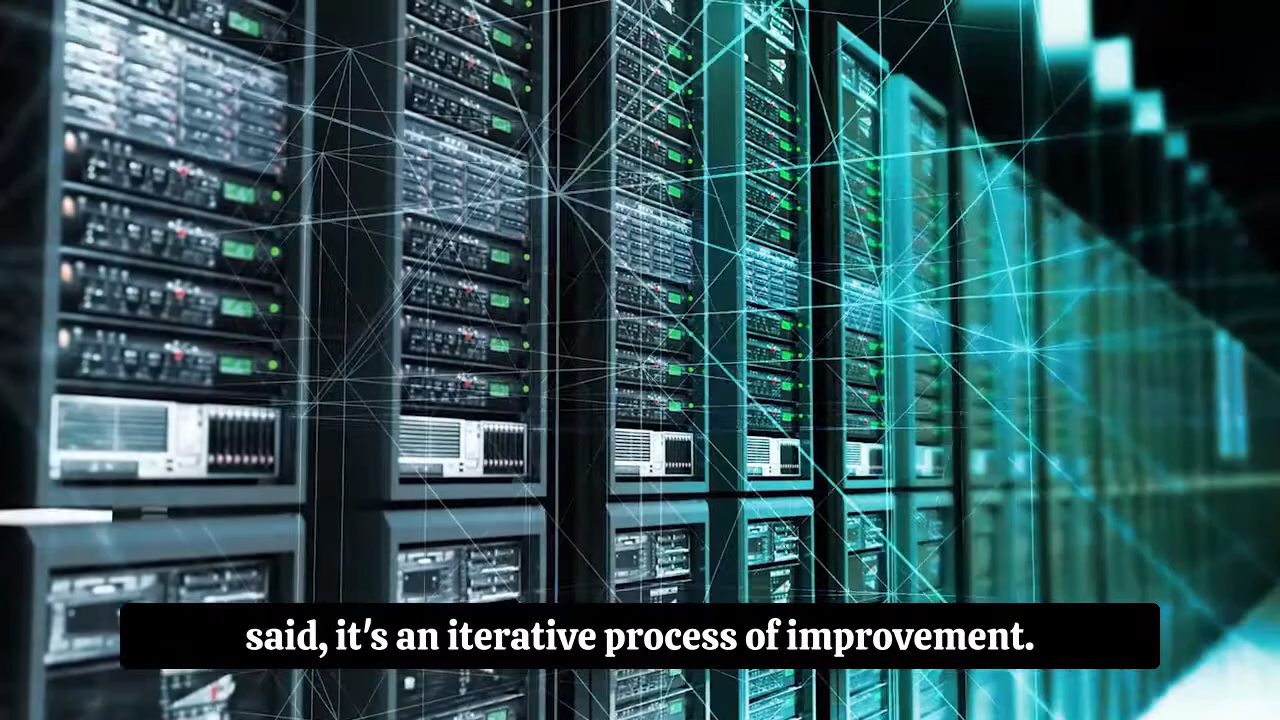 said, it's an iterative process of improvement.